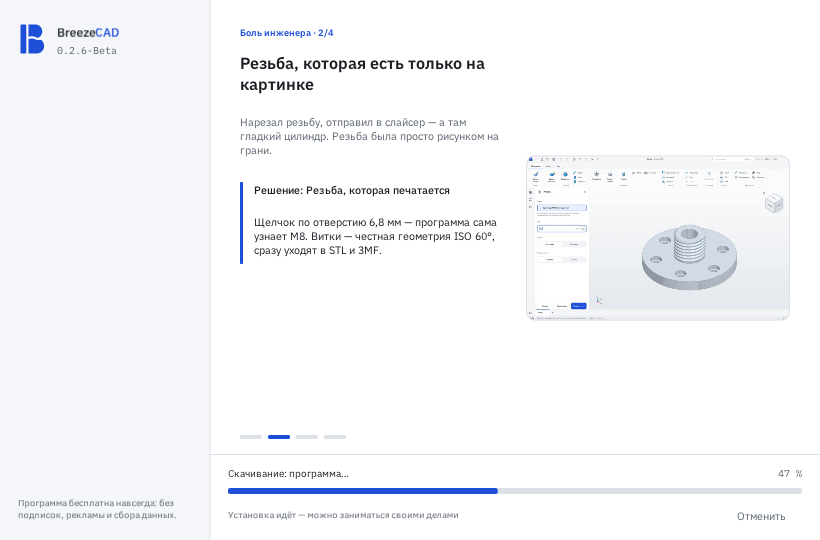 BreezeCAD
0.2.6-Beta
Боль инженера · 2/4
Резьба, которая есть только на
картинке
Нарезал резьбу, отправил в слайсер — а там
гладкий цилиндр. Резьба была просто рисунком на
грани.
Решение: Резьба, которая печатается
Щелчок по отверстию 6,8 мм — программа сама
узнает M8. Витки — честная геометрия ISO 60°,
сразу уходят в STL и 3MF.
Скачивание: программа...
47 %
Программа бесплатна навсегда: без
подписок, рекламы и сбора данных.
Установка идёт — можно заниматься своими делами
Отменить